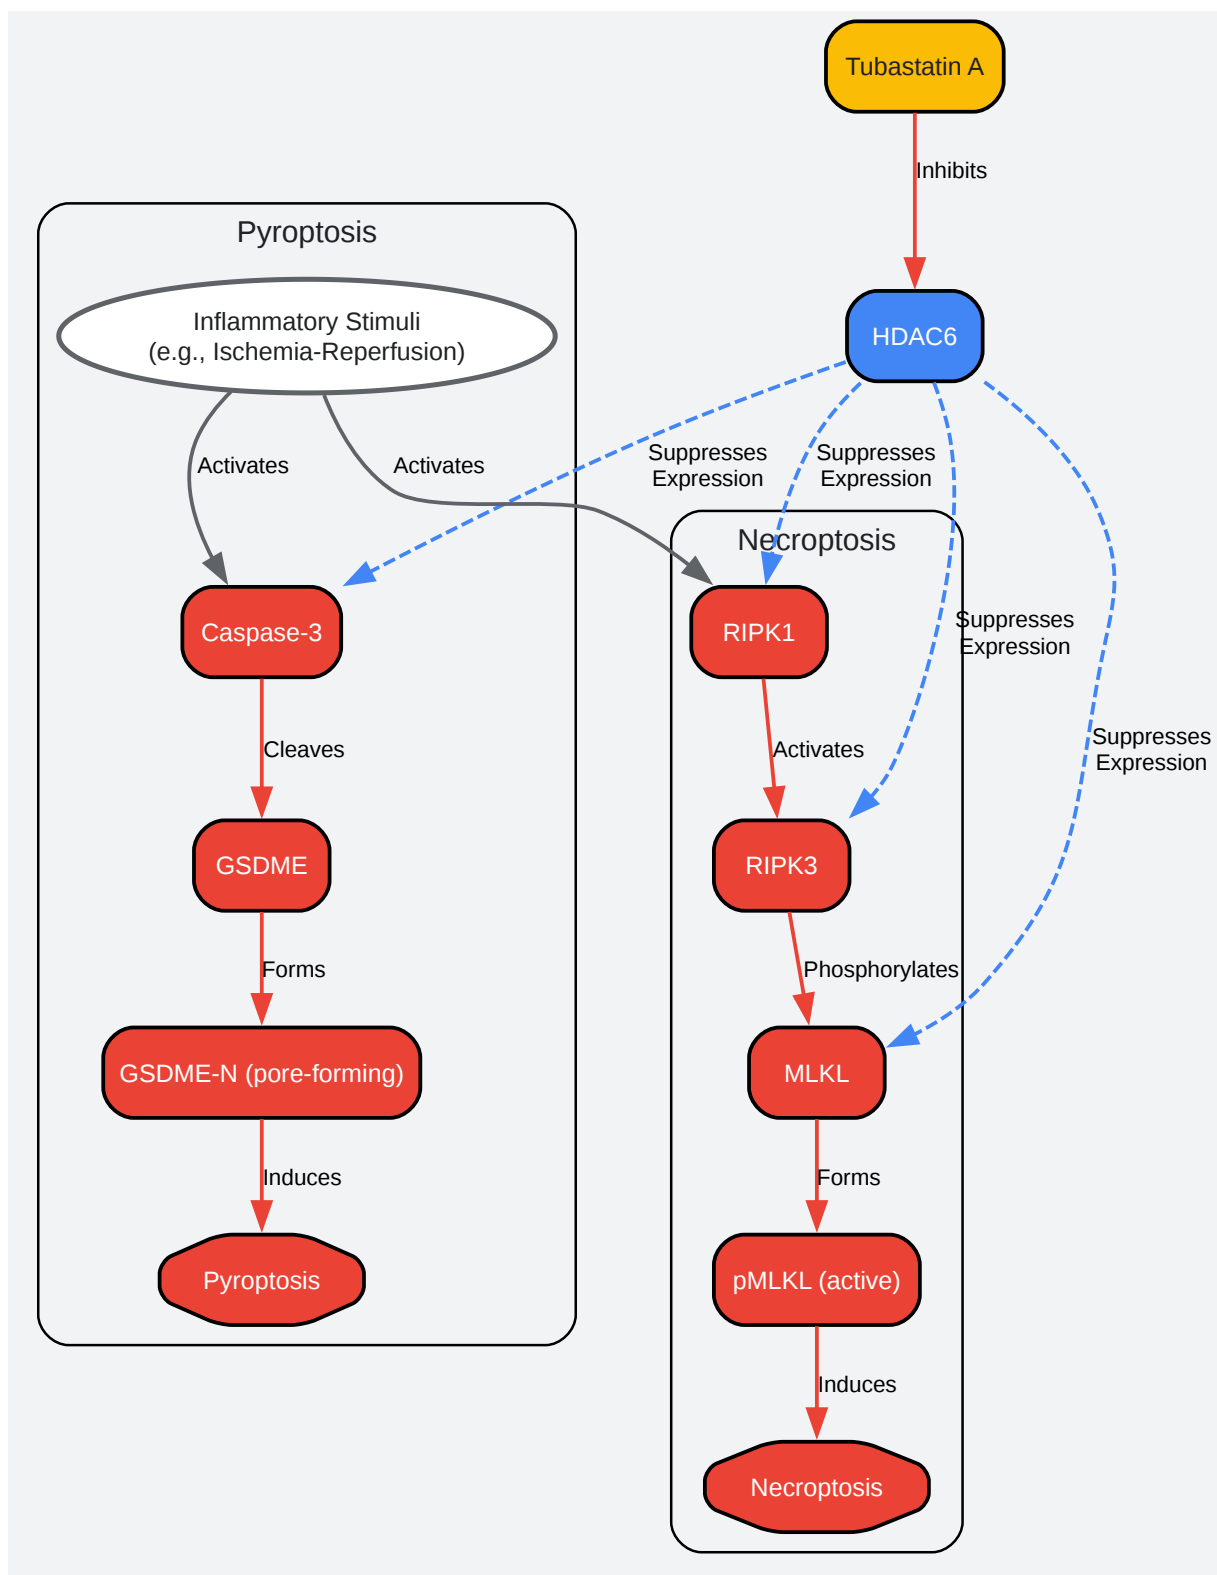 Tubastatin A
Inhibits
Pyroptosis
Inflammatory Stimuli
(e.g., Ischemia-Reperfusion)
HDAC6
Activates
Activates
Suppresses
Expression
Suppresses
Expression
Necroptosis
Caspase-3
RIPK1
Suppresses
Expression
Cleaves
Activates
Suppresses
Expression
GSDME
RIPK3
Forms
Phosphorylates
GSDME-N (pore-forming)
MLKL
Induces
Forms
Pyroptosis
pMLKL (active)
Induces
Necroptosis